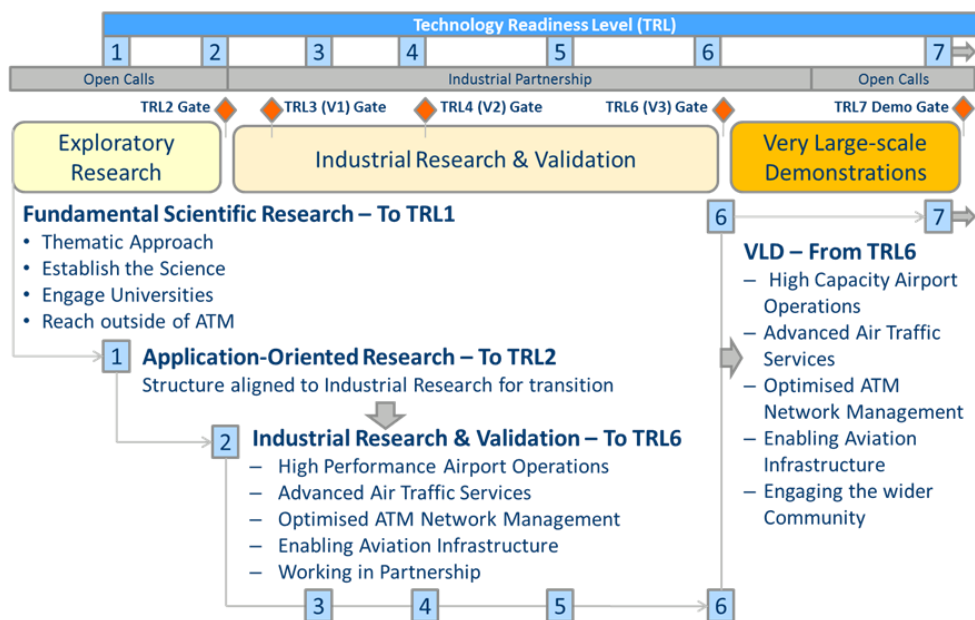 Technology Readiness Level (TRL)
1 2 3 4 5 6 7
Open Calls Industrial Partnership Open Calls
TRL2 Gate TRL3 (V1) Gate TRL4 (V2) Gate TRL6 (V3) Gate TRL7 Demo Gate
Exploratory
Research
Industrial Research & Validation
Very Large-scale
Demonstrations
Fundamental Scientific Research – To TRL1
• Thematic Approach
• Establish the Science
• Engage Universities
• Reach outside of ATM
1
Application-Oriented Research – To TRL2
Structure aligned to Industrial Research for transition
2
Industrial Research & Validation – To TRL6
– High Performance Airport Operations
– Advanced Air Traffic Services
– Optimised ATM Network Management
– Enabling Aviation Infrastructure
– Working in Partnership
3 4 5 6
6 7
VLD – From TRL6
– High Capacity Airport
Operations
– Advanced Air Traffic
Services
– Optimised ATM
Network Management
– Enabling Aviation
Infrastructure
– Engaging the wider
Community